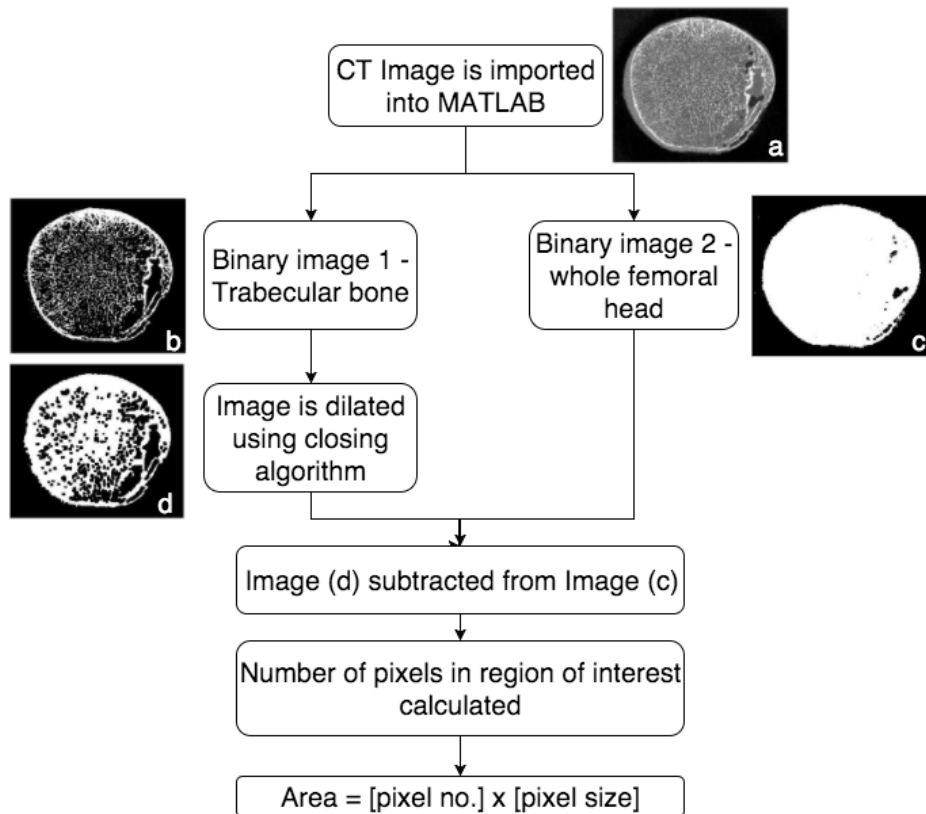 CT Image is imported
into MATLAB
a
Binary image 1 -
Trabecular bone
b
Binary image 2 -
whole femoral
head
c
Image is dilated
using closing
algorithm
d
Image (d) subtracted from Image (c)
Number of pixels in region of interest
calculated
Area = [pixel no.] x [pixel size]